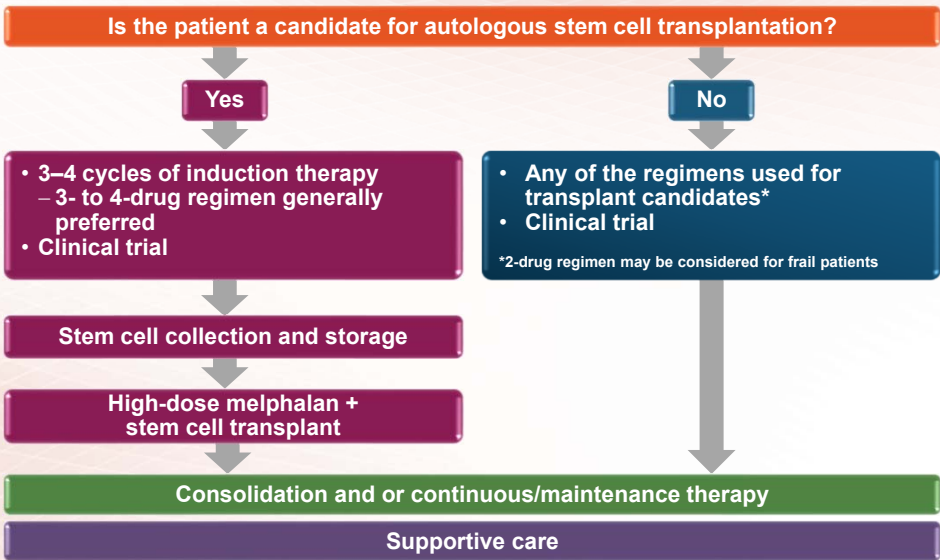 Is the patient a candidate for autologous stem cell transplantation?
Yes
No
• 3–4 cycles of induction therapy
– 3- to 4-drug regimen generally
preferred
• Clinical trial
• Any of the regimens used for
transplant candidates*
• Clinical trial
*2-drug regimen may be considered for frail patients
Stem cell collection and storage
High-dose melphalan +
stem cell transplant
Consolidation and or continuous/maintenance therapy
Supportive care